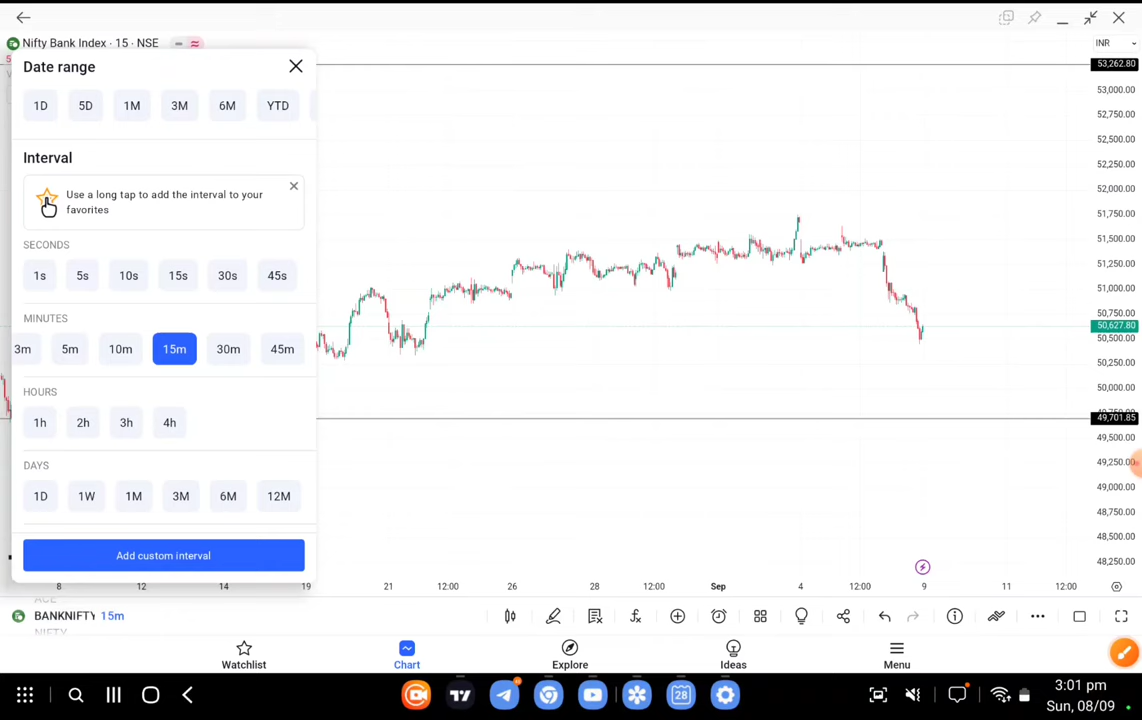 Nifty Bank Index · 15 · NSE
INR
Date range
1D 5D 1M 3M 6M YTD
Interval
Use a long tap to add the interval to your
favorites
SECONDS
1s 5s 10s 15s 30s 45s
MINUTES
3m 5m 10m 15m 30m 45m
HOURS
1h 2h 3h 4h
DAYS
1D 1W 1M 3M 6M 12M
Add custom interval
53,262.80
53,000.00
52,750.00
52,500.00
52,250.00
52,000.00
51,750.00
51,500.00
51,250.00
51,000.00
50,750.00
50,627.80
50,500.00
50,250.00
50,000.00
49,701.85
49,500.00
49,250.00
49,000.00
48,750.00
48,500.00
48,250.00
8 12 14 19 21 12:00 26 28 12:00 Sep 4 12:00 9 11 12:00
BANKNIFTY 15m
NIFTY
Watchlist Chart Explore Ideas Menu
28
3:01 pm
Sun, 08/09